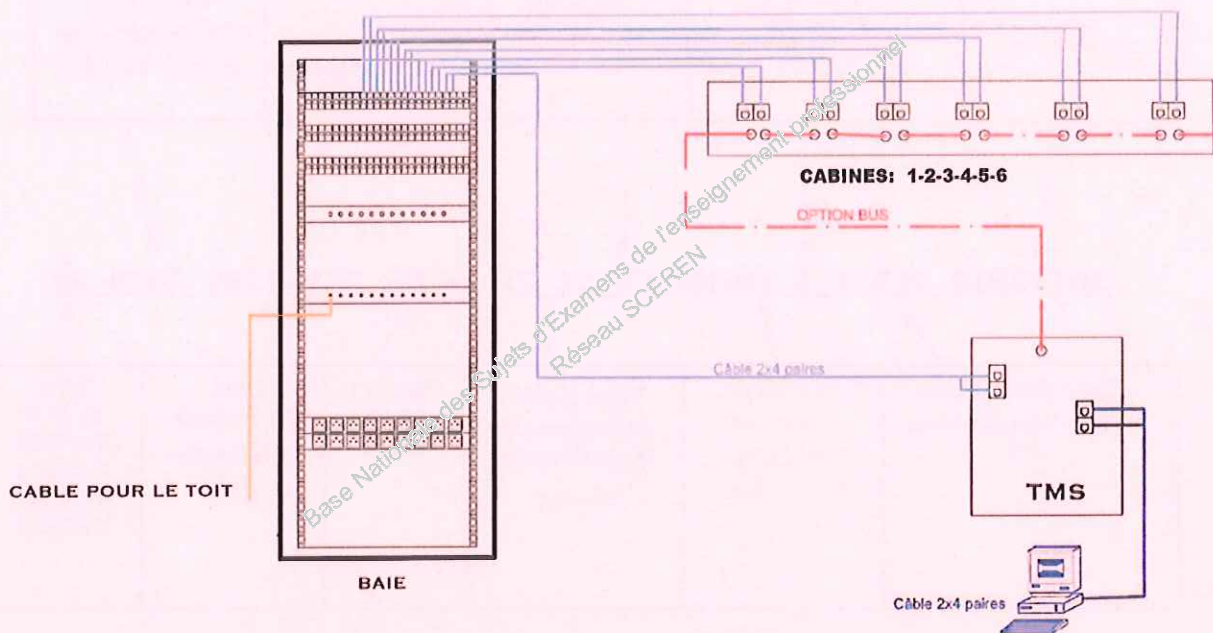 CABINES: 1-2-3-4-5-6
OPTION BUS
Base Nationale des Sujets d'Examens de l'enseignement professionnel
Réseau SCEREN
Câble 2x4 paires
CABLE POUR LE TOIT
TMS
BAIE
Câble 2x4 paires